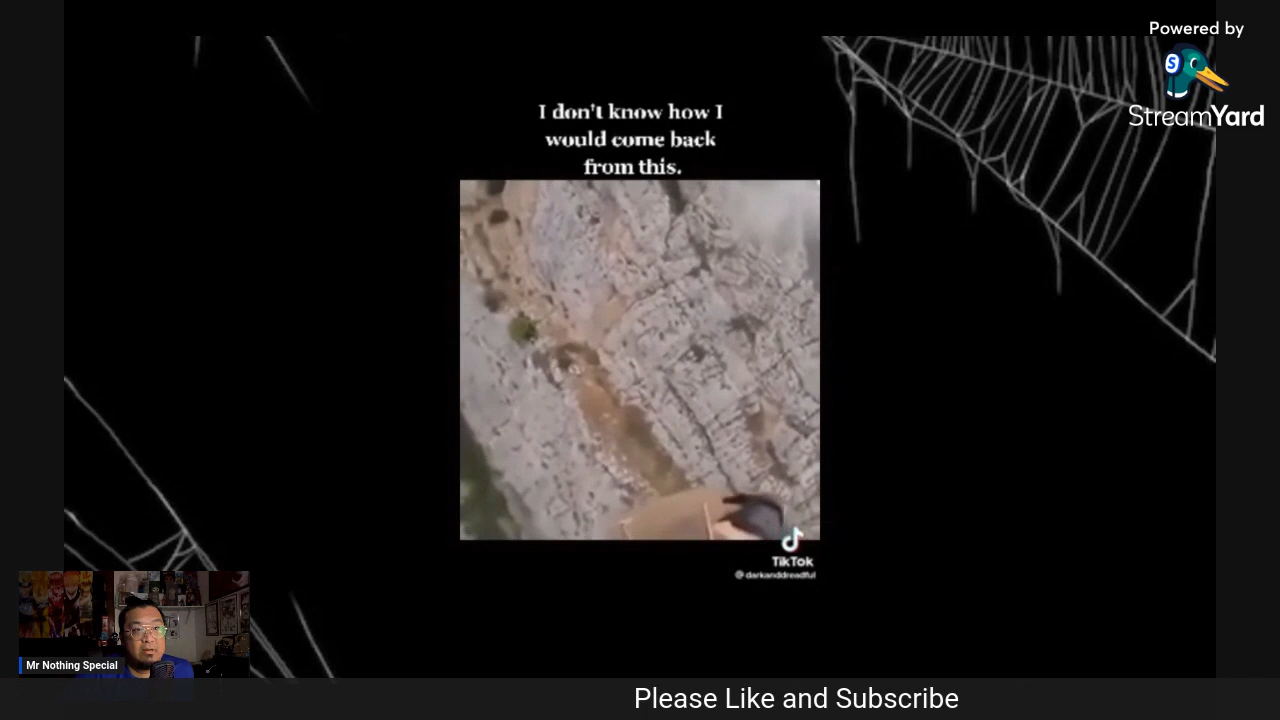 Powered by
S
StreamYard
I don't know how I
would come back
from this.
TikTok
@darkanddreadful
Mr Nothing Special
Please Like and Subscribe